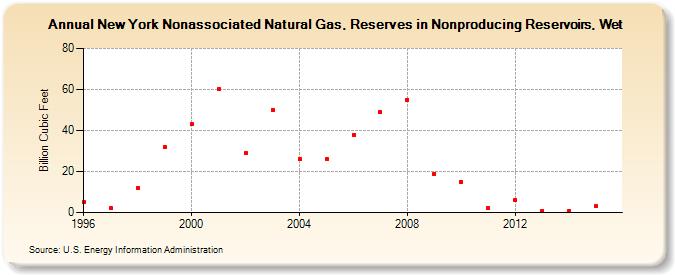 Annual New York Nonassociated Natural Gas, Reserves in Nonproducing Reservoirs, Wet
Billion Cubic Feet
80
60
40
20
0
1996 2000 2004 2008 2012
Source: U.S. Energy Information Administration